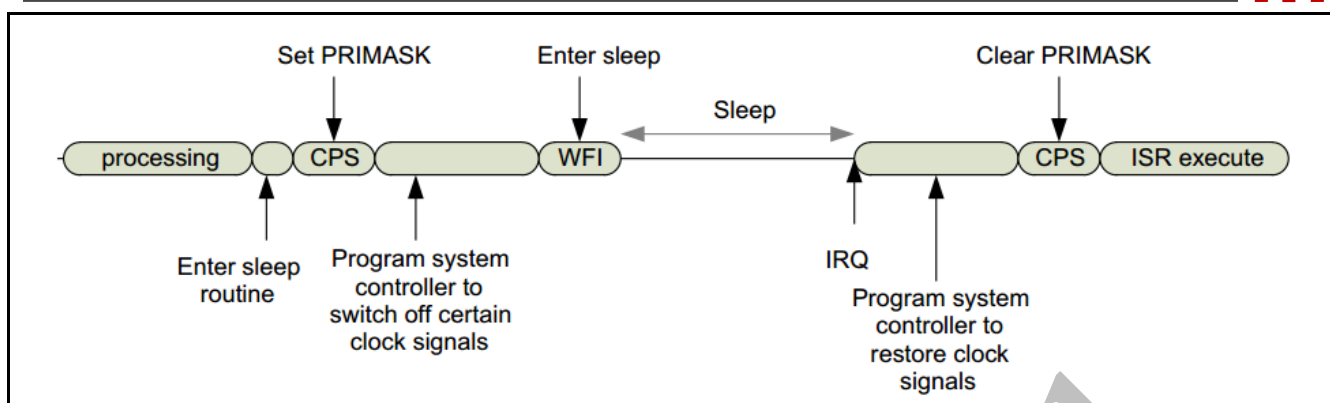 Set PRIMASK
Enter sleep
Clear PRIMASK
Sleep
processing
CPS
WFI
CPS
ISR execute
Enter sleep
routine
Program system
controller to
switch off certain
clock signals
IRQ
Program system
controller to
restore clock
signals